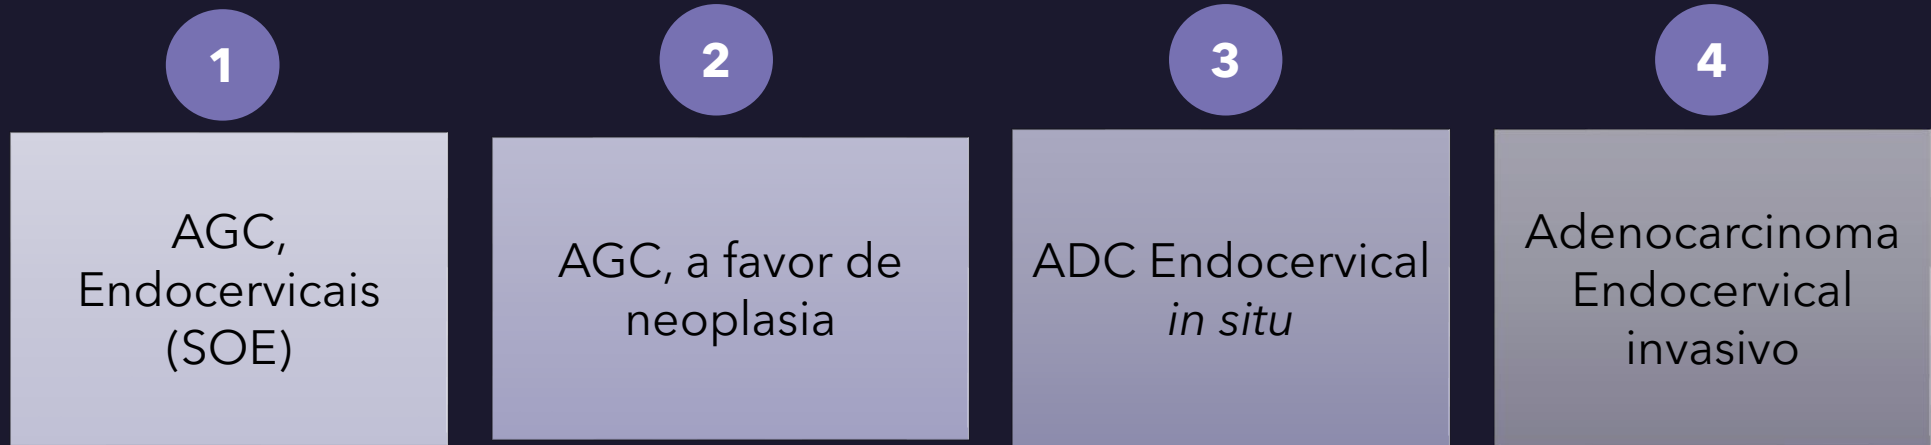 1
AGC,
Endocervicais
(SOE)
2
AGC, a favor de
neoplasia
3
ADC Endocervical
in situ
4
Adenocarcinoma
Endocervical
invasivo